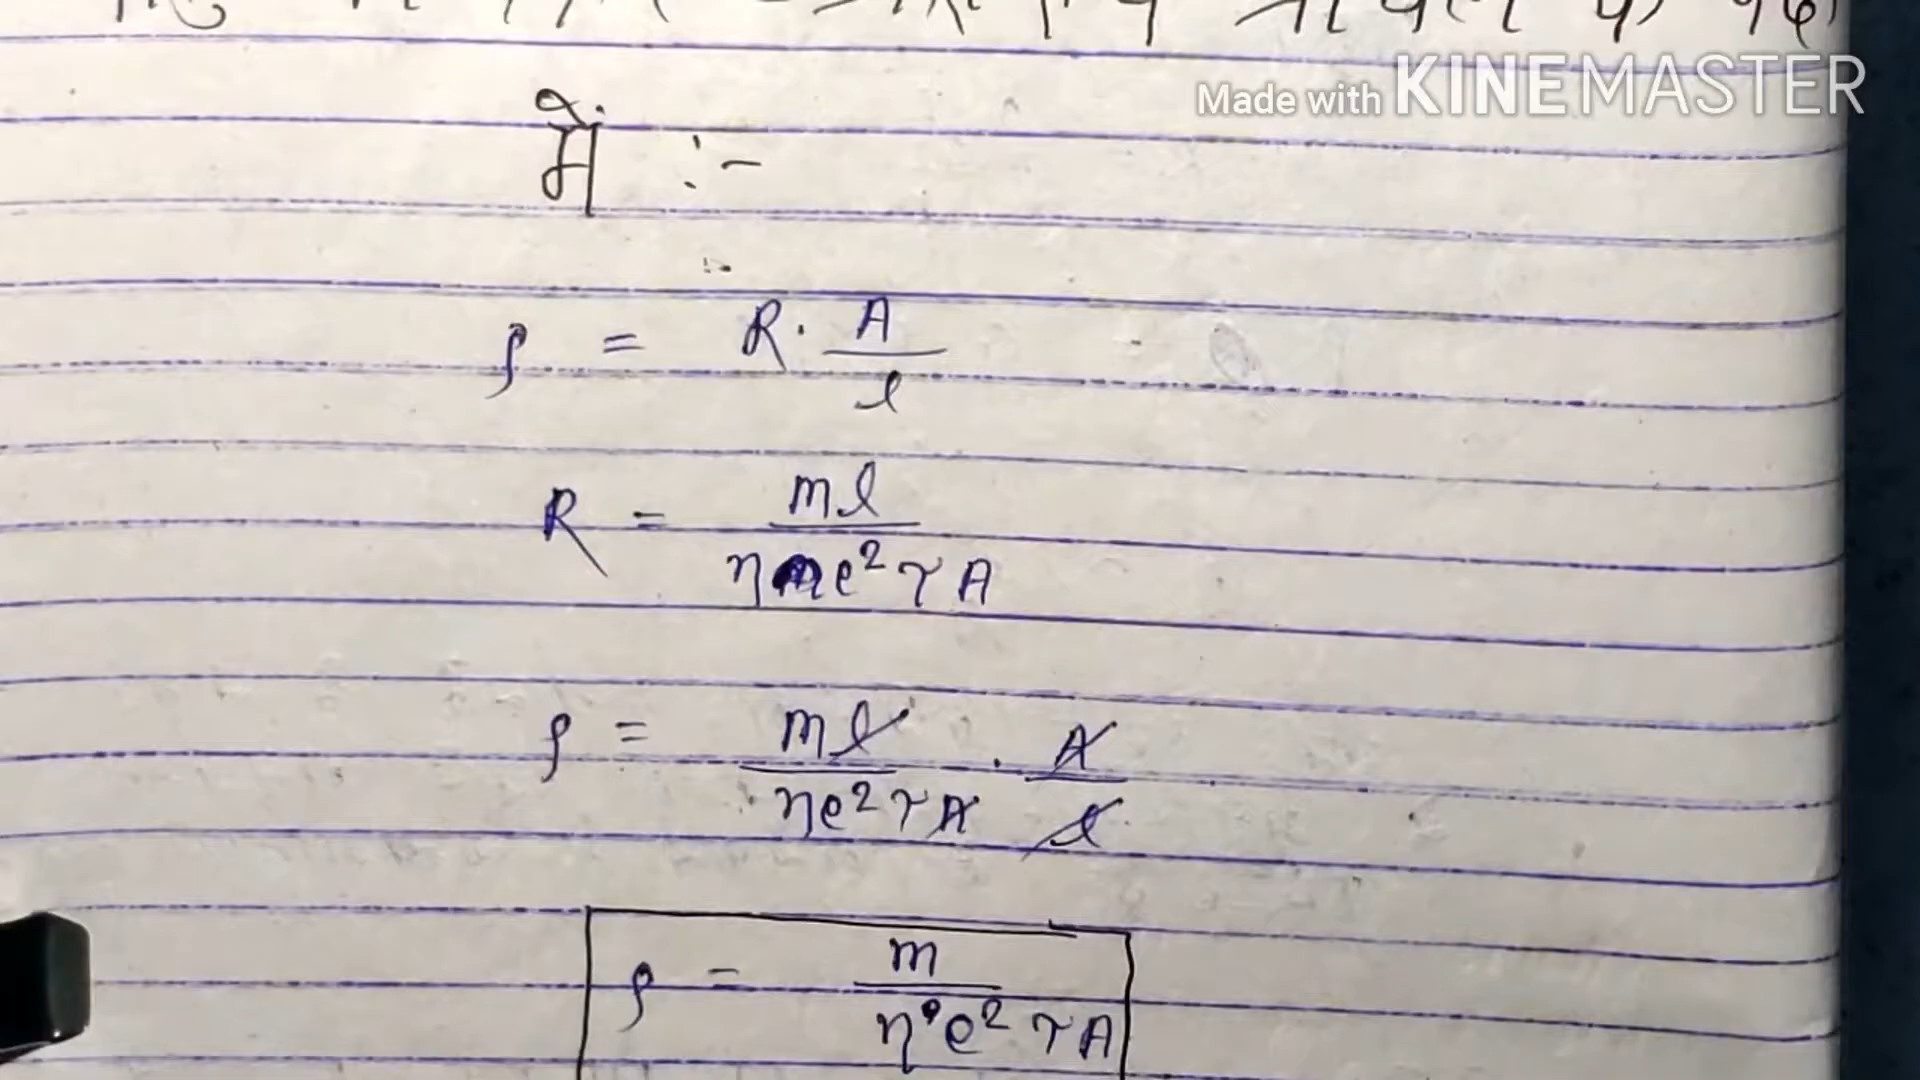 Made with KINEMASTER
में :-
ρ = R · A / l
R = ml / ηe²τA
ρ = ml / ηe²τA · A / l
ρ = m / ηe²τA